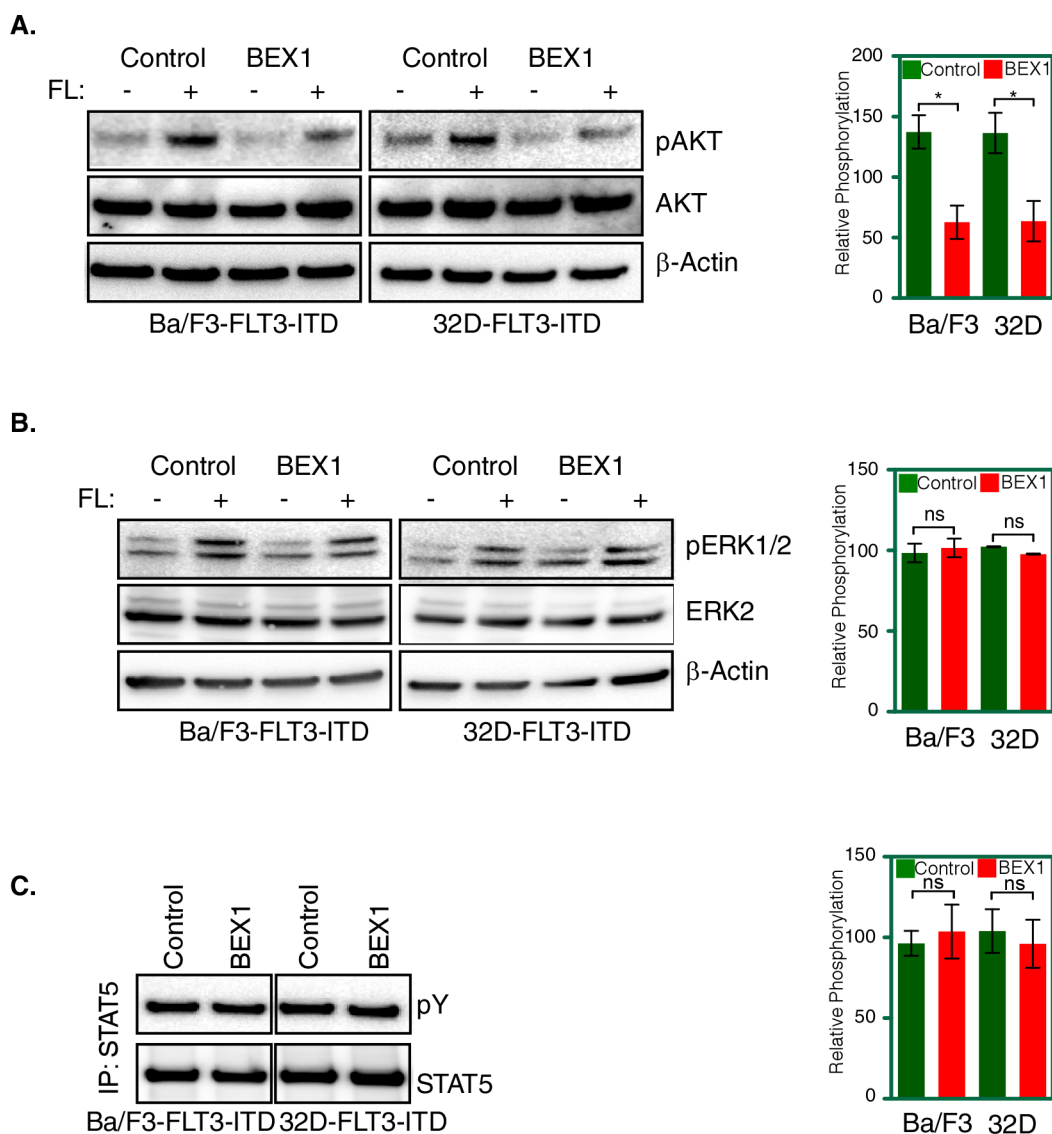 A.
Control BEX1 Control BEX1
FL: - + - + - + - +
pAKT
AKT
β-Actin
Ba/F3-FLT3-ITD 32D-FLT3-ITD
200
150
100
50
0
Relative Phosphorylation
Control BEX1
* *
Ba/F3 32D
B.
Control BEX1 Control BEX1
FL: - + - + - + - +
pERK1/2
ERK2
β-Actin
Ba/F3-FLT3-ITD 32D-FLT3-ITD
150
100
50
0
Relative Phosphorylation
Control BEX1
ns ns
Ba/F3 32D
C.
Control BEX1 Control BEX1
IP: STAT5
pY
STAT5
Ba/F3-FLT3-ITD 32D-FLT3-ITD
150
100
50
0
Relative Phosphorylation
Control BEX1
ns ns
Ba/F3 32D